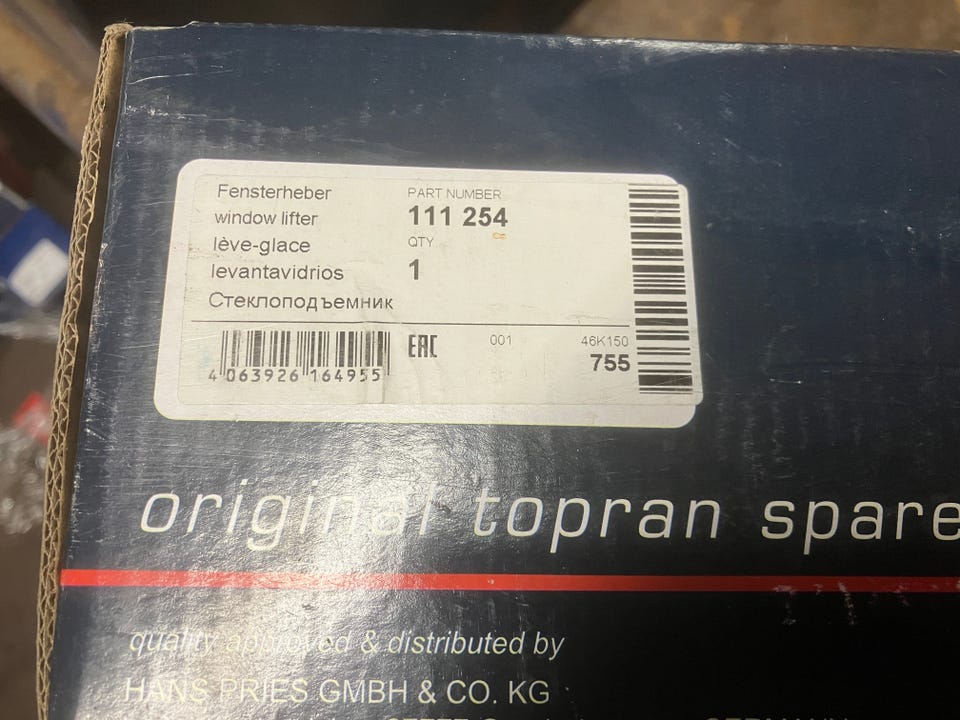 Fensterheber
window lifter
lève-glace
levantavidrios
Стеклоподъемник
PART NUMBER
111 254
QTY
1
4 063926 164955
EAC
001
46K150
755
original topran spare
quality approved & distributed by
HANS PRIES GMBH & CO. KG